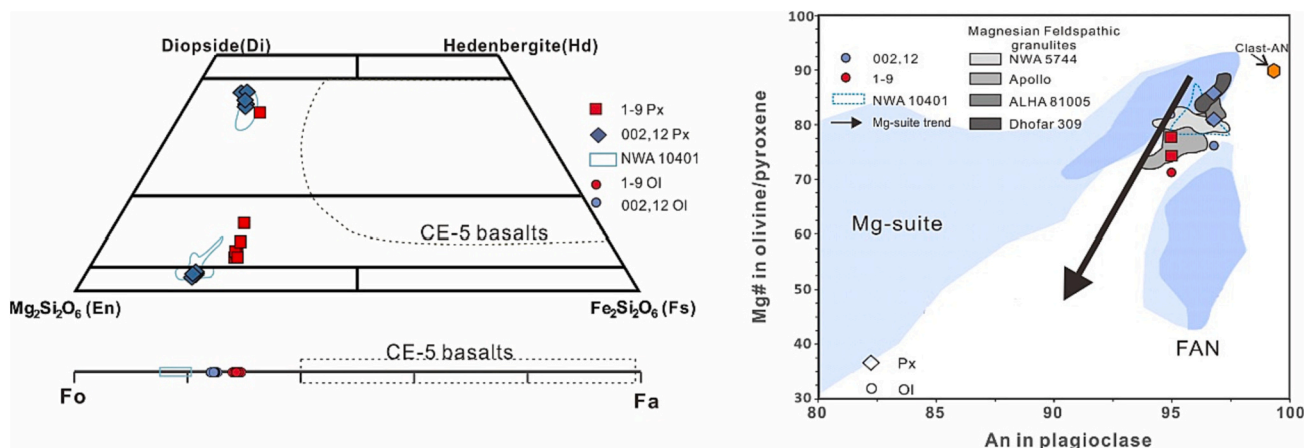 Diopside(Di)
Hedenbergite(Hd)
1-9 Px
002,12 Px
NWA 10401
1-9 Ol
002,12 Ol
CE-5 basalts
Mg2Si2O6 (En)
Fe2Si2O6 (Fs)
CE-5 basalts
Fo
Fa
100
90
80
70
60
50
40
30
Mg# in olivine/pyroxene
002,12
1-9
NWA 10401
Mg-suite trend
Magnesian Feldspathic
granulites
NWA 5744
Apollo
ALHA 81005
Dhofar 309
Clast-AN
Mg-suite
FAN
Px
Ol
80
85
90
95
100
An in plagioclase